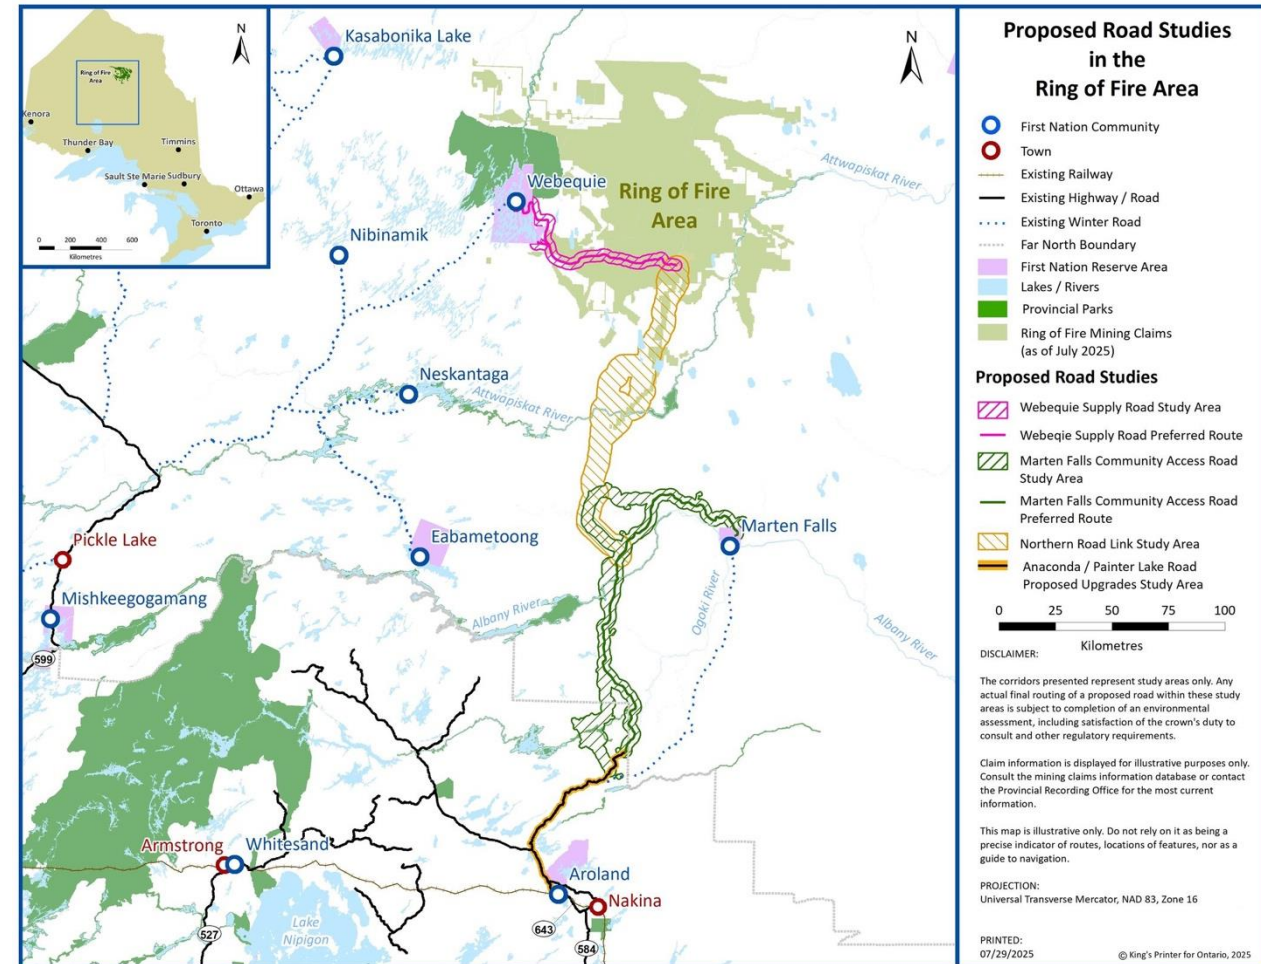 N
Ring of Fire
Area
Kenora
Thunder Bay
Timmins
Sault Ste Marie
Sudbury
Ottawa
Toronto
0 200 400 600
Kilometres
Kasabonika Lake
N
Webequie
Ring of Fire
Area
Attwapiskat River
Nibinamik
Neskantaga
Attwapiskat River
Marten Falls
Eabametoong
Pickle Lake
Mishkeegogamang
Albany River
Ogoki River
Albany River
599
Armstrong
Whitesand
Aroland
Nakina
Lake
Nipigon
527
643
584
Proposed Road Studies
in the
Ring of Fire Area
First Nation Community
Town
Existing Railway
Existing Highway / Road
Existing Winter Road
Far North Boundary
First Nation Reserve Area
Lakes / Rivers
Provincial Parks
Ring of Fire Mining Claims
(as of July 2025)
Proposed Road Studies
Webequie Supply Road Study Area
Webeqie Supply Road Preferred Route
Marten Falls Community Access Road
Study Area
Marten Falls Community Access Road
Preferred Route
Northern Road Link Study Area
Anaconda / Painter Lake Road
Proposed Upgrades Study Area
0 25 50 75 100
Kilometres
DISCLAIMER:
The corridors presented represent study areas only. Any
actual final routing of a proposed road within these study
areas is subject to completion of an environmental
assessment, including satisfaction of the crown's duty to
consult and other regulatory requirements.
Claim information is displayed for illustrative purposes only.
Consult the mining claims information database or contact
the Provincial Recording Office for the most current
information.
This map is illustrative only. Do not rely on it as being a
precise indicator of routes, locations of features, nor as a
guide to navigation.
PROJECTION:
Universal Transverse Mercator, NAD 83, Zone 16
PRINTED:
07/29/2025
© King's Printer for Ontario, 2025